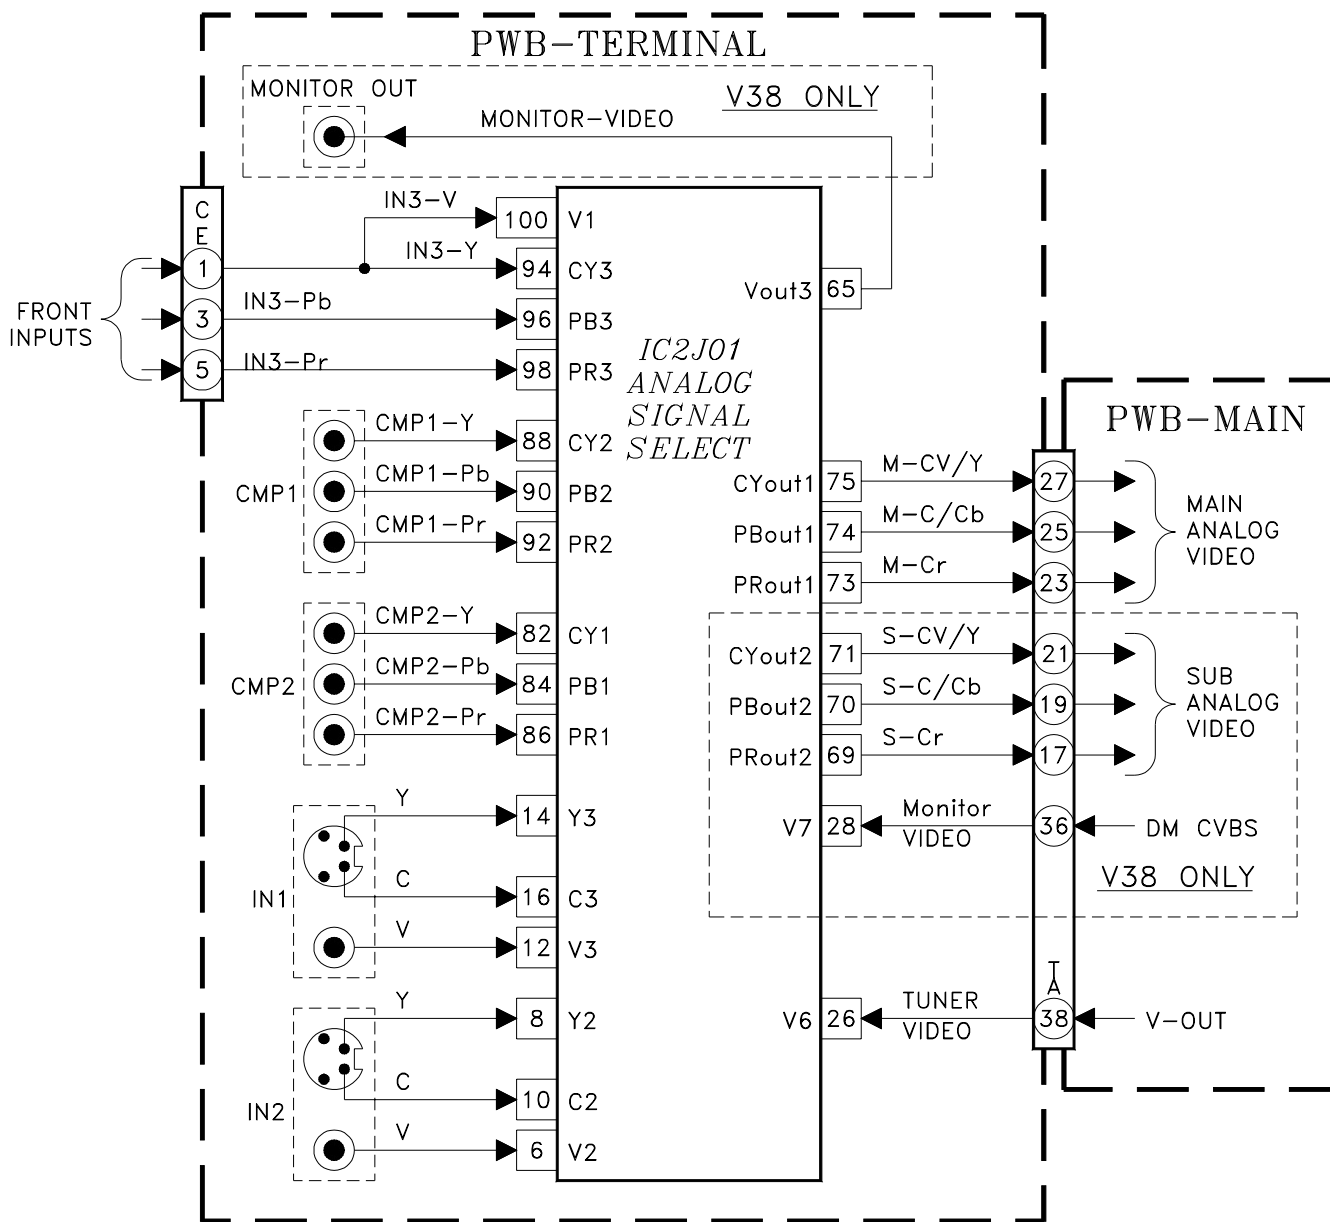 PWB-TERMINAL
MONITOR OUT
V38 ONLY
MONITOR-VIDEO
C
E
IN3-V
100
V1
1
IN3-Y
94
CY3
Vout3
65
FRONT
INPUTS
3
IN3-Pb
96
PB3
5
IN3-Pr
98
PR3
IC2J01
ANALOG
SIGNAL
SELECT
PWB-MAIN
CMP1
CMP1-Y
88
CY2
CMP1-Pb
90
PB2
CMP1-Pr
92
PR2
CYout1
75
M-CV/Y
27
PBout1
74
M-C/Cb
25
PRout1
73
M-Cr
23
MAIN
ANALOG
VIDEO
CMP2
CMP2-Y
82
CY1
CMP2-Pb
84
PB1
CMP2-Pr
86
PR1
CYout2
71
S-CV/Y
21
PBout2
70
S-C/Cb
19
PRout2
69
S-Cr
17
SUB
ANALOG
VIDEO
IN1
Y
14
Y3
C
16
C3
V
12
V3
V7
28
Monitor
VIDEO
36
DM CVBS
V38 ONLY
IN2
Y
8
Y2
C
10
C2
V
6
V2
V6
26
TUNER
VIDEO
T
A
38
V-OUT